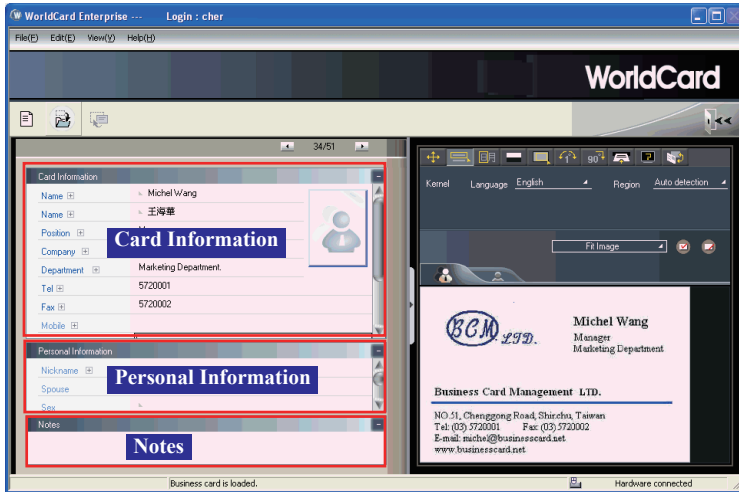 WorldCard Enterprise --- Login : cher
File(F) Edit(E) View(V) Help(H)
WorldCard
34/51
Card Information
Name Michel Wang
Name 王海華
Position
Company
Card Information
Department Marketing Department.
Tel 5720001
Fax 5720002
Mobile
Personal Information
Nickname
Personal Information
Spouse
Sex
Notes
Notes
90°
Kernel Language English Region Auto detection
Fit Image
BCM LTD.
Michel Wang
Manager
Marketing Department
Business Card Management LTD.
NO.51, Chenggong Road, Shinchu, Taiwan
Tel: (03) 5720001 Fax: (03) 5720002
E-mail: michel@businesscard.net
www.businesscard.net
Business card is loaded. Hardware connected